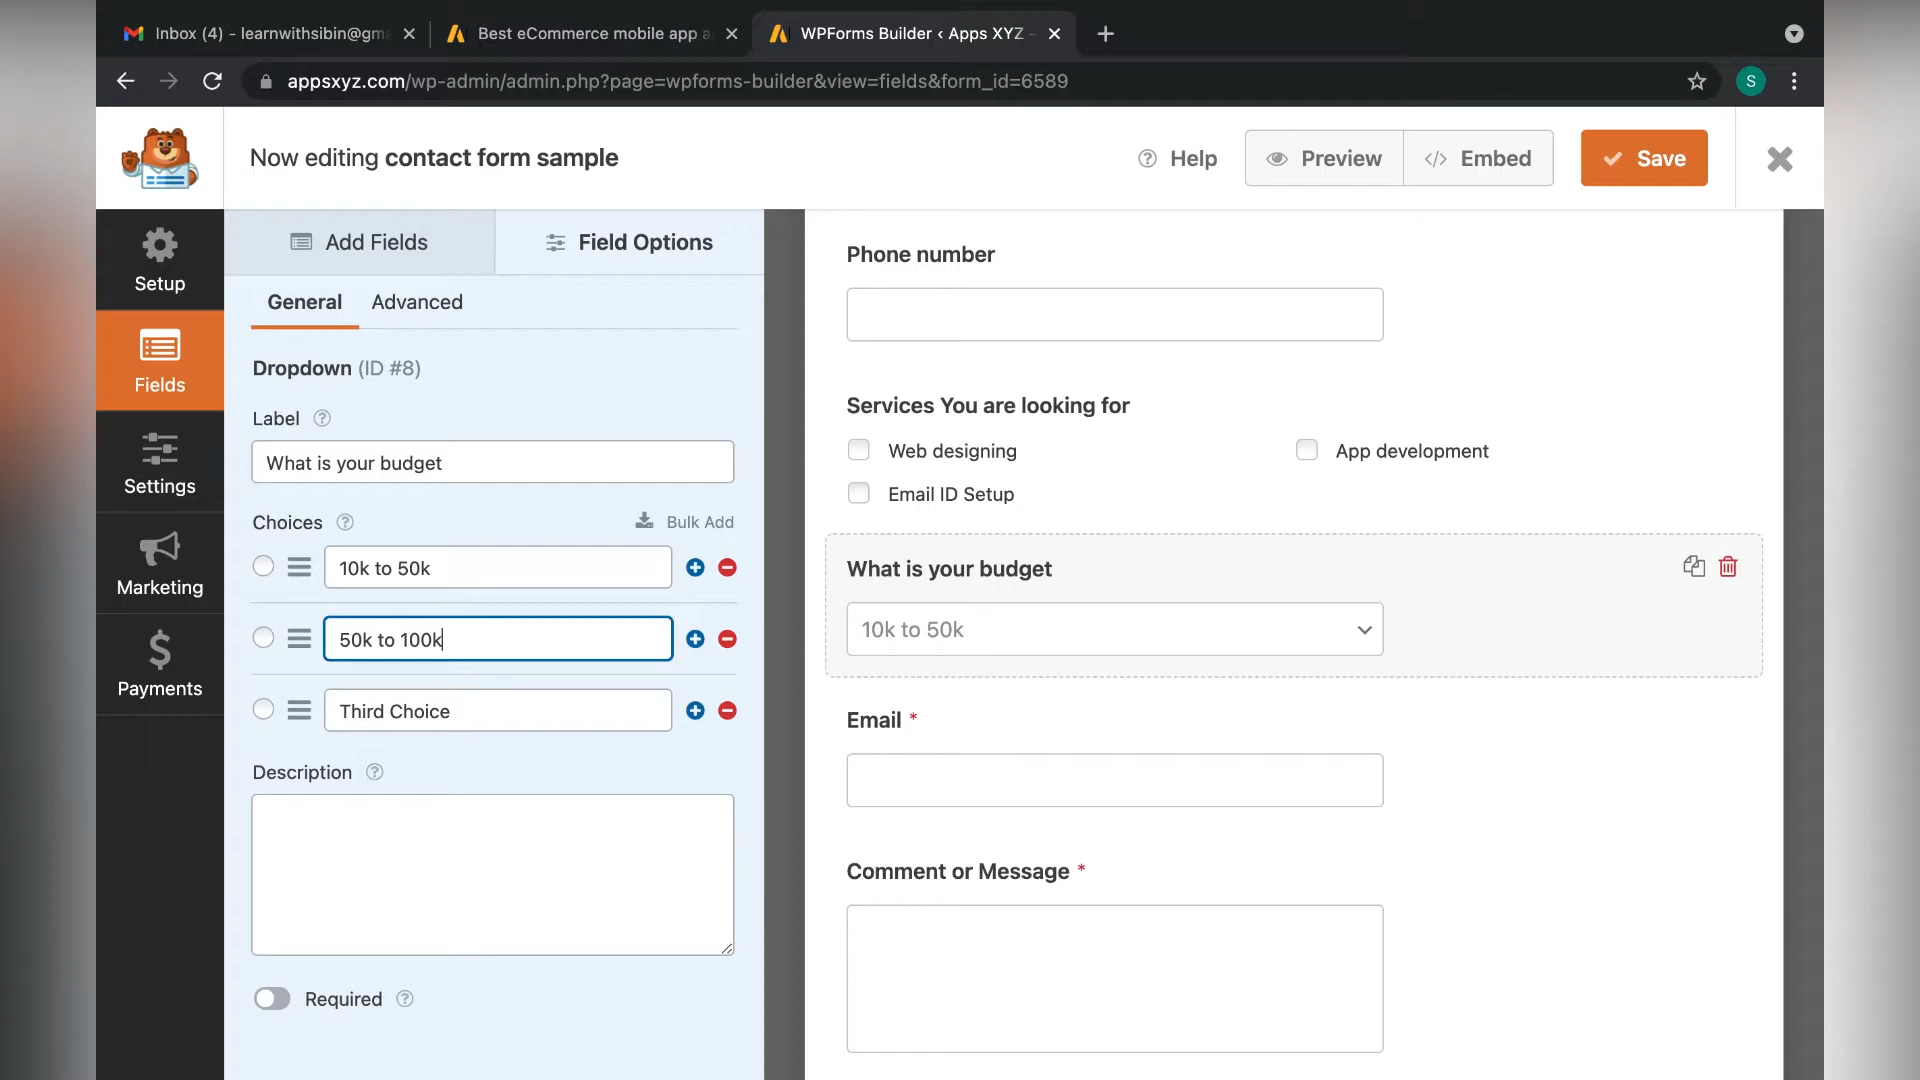 Inbox (4) - learnwithsibin@gma
Best eCommerce mobile app a
WPForms Builder ‹ Apps XYZ -
appsxyz.com/wp-admin/admin.php?page=wpforms-builder&view=fields&form_id=6589
S
Now editing contact form sample
Help
Preview
Embed
Save
Setup
Fields
Settings
Marketing
Payments
Add Fields
Field Options
General
Advanced
Dropdown (ID #8)
Label
What is your budget
Choices
Bulk Add
10k to 50k
50k to 100k
Third Choice
Description
Required
Phone number
Services You are looking for
Web designing
App development
Email ID Setup
What is your budget
10k to 50k
Email *
Comment or Message *